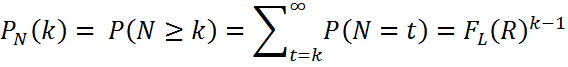 P_N(k) = P(N ≥ k) = ∑_{t=k}^{∞} P(N = t) = F_L(R)^{k−1}